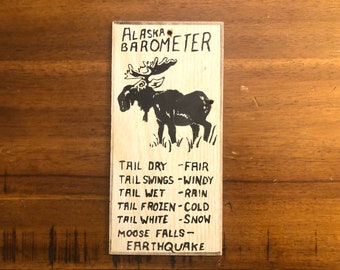 ALASKA
BAROMETER
TAIL DRY - FAIR
TAIL SWINGS - WINDY
TAIL WET - RAIN
TAIL FROZEN - COLD
TAIL WHITE - SNOW
MOOSE FALLS -
EARTHQUAKE